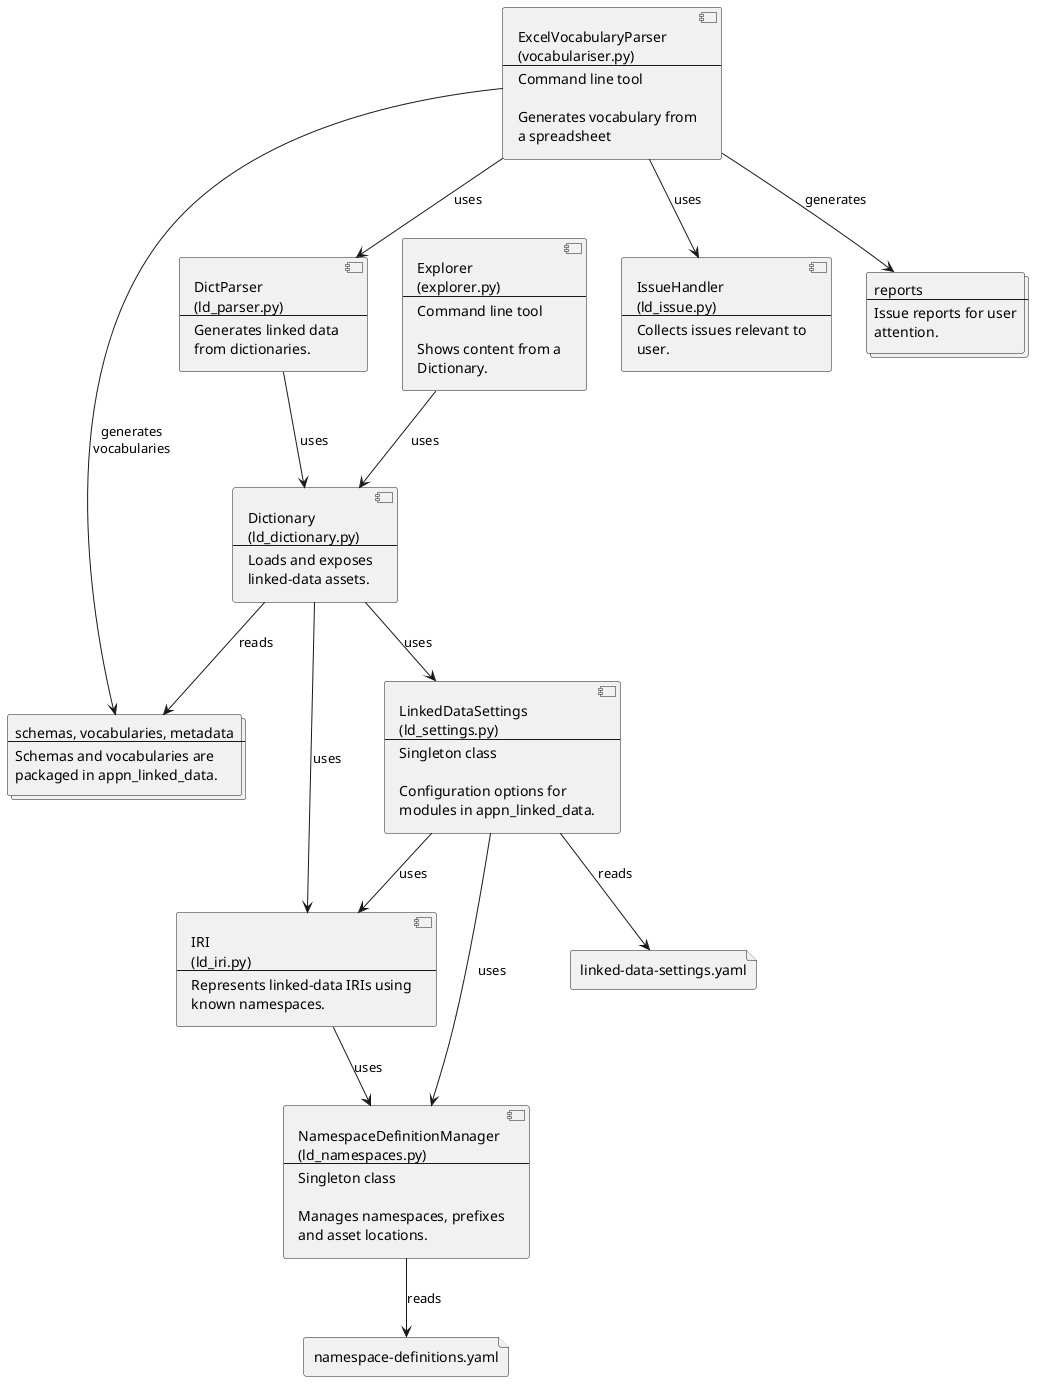 ExcelVocabularyParser
(vocabulariser.py)
Command line tool
Generates vocabulary from
a spreadsheet
uses
uses
generates
DictParser
(ld_parser.py)
Generates linked data
from dictionaries.
Explorer
(explorer.py)
Command line tool
Shows content from a
Dictionary.
IssueHandler
(ld_issue.py)
Collects issues relevant to
user.
reports
Issue reports for user
attention.
generates
vocabularies
uses
uses
Dictionary
(ld_dictionary.py)
Loads and exposes
linked-data assets.
reads
uses
uses
schemas, vocabularies, metadata
Schemas and vocabularies are
packaged in appn_linked_data.
LinkedDataSettings
(ld_settings.py)
Singleton class
Configuration options for
modules in appn_linked_data.
uses
uses
reads
IRI
(ld_iri.py)
Represents linked-data IRIs using
known namespaces.
linked-data-settings.yaml
uses
NamespaceDefinitionManager
(ld_namespaces.py)
Singleton class
Manages namespaces, prefixes
and asset locations.
reads
namespace-definitions.yaml